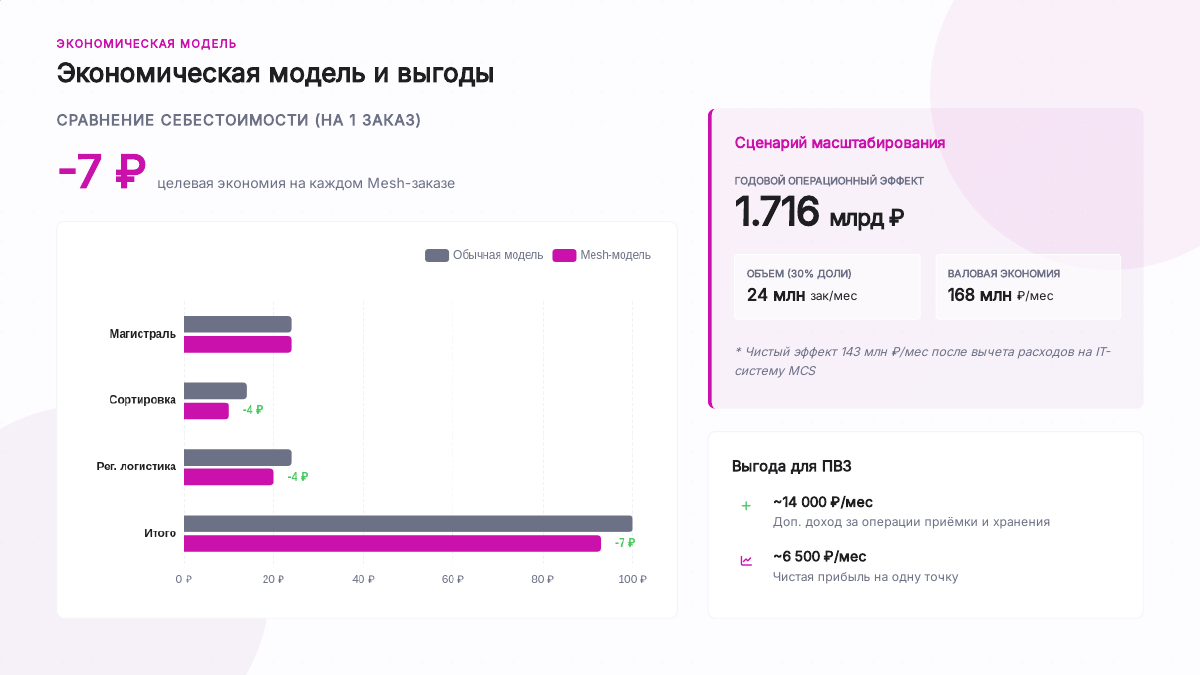 ЭКОНОМИЧЕСКАЯ МОДЕЛЬ
Экономическая модель и выгоды
СРАВНЕНИЕ СЕБЕСТОИМОСТИ (НА 1 ЗАКАЗ)
-7 ₽ целевая экономия на каждом Mesh-заказе
Обычная модель Mesh-модель
Магистраль
Сортировка -4 ₽
Рег. логистика -4 ₽
Итого -7 ₽
0 ₽ 20 ₽ 40 ₽ 60 ₽ 80 ₽ 100 ₽
Сценарий масштабирования
ГОДОВОЙ ОПЕРАЦИОННЫЙ ЭФФЕКТ
1.716 млрд ₽
ОБЪЕМ (30% ДОЛИ)
24 млн зак/мес
ВАЛОВАЯ ЭКОНОМИЯ
168 млн ₽/мес
* Чистый эффект 143 млн ₽/мес после вычета расходов на IT-
систему MCS
Выгода для ПВЗ
+ ~14 000 ₽/мес
Доп. доход за операции приёмки и хранения
~6 500 ₽/мес
Чистая прибыль на одну точку